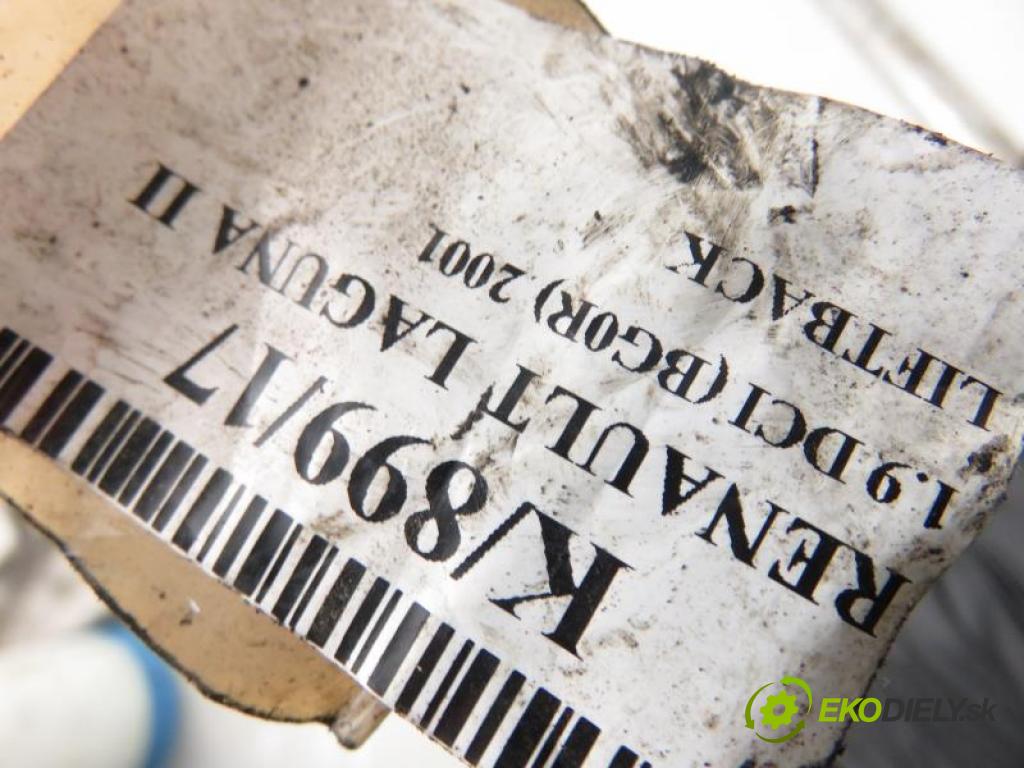 K/899/17
RENAULT LAGUNA II
1.9 DCI (BG0R) 2001
LIFTBACK
EKODIELY.sk